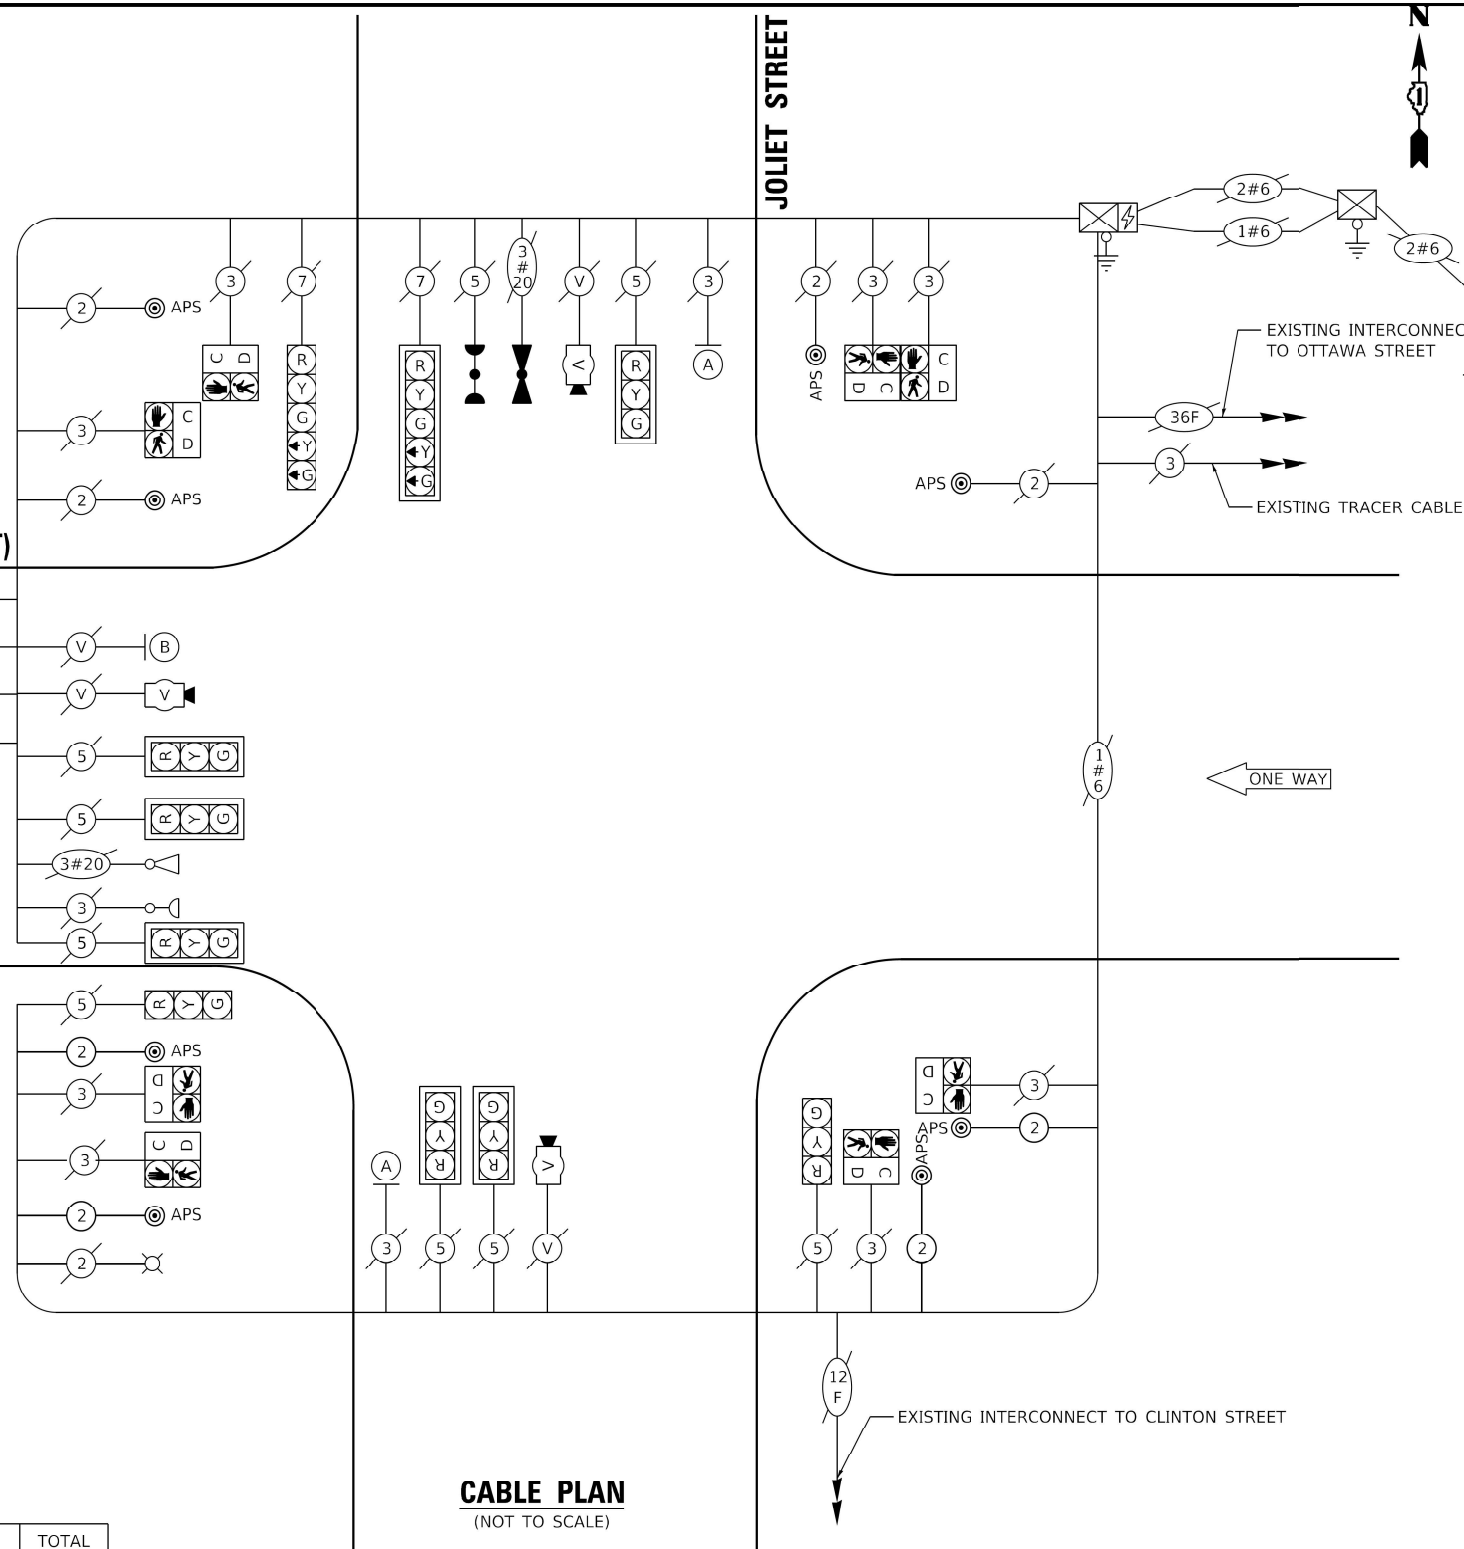 N
JOLIET STREET
2#6
1#6
2#6
3
7
7
5
3
#
20
V
5
3
2
3
3
2
APS
C D
R
Y
G
Y
G
R
Y
G
Y
G
V
R
Y
G
A
APS
D C
C
D
EXISTING INTERCONNEC
TO OTTAWA STREET
36F
3
C
D
3
EXISTING TRACER CABLE
2
APS
APS
2
)
V
B
V
V
5
R Y G
5
R Y G
3#20
3
5
R Y G
1
#
6
ONE WAY
5
R Y G
2
APS
3
D
C
3
C D
2
APS
2
A
3
G
Y
R
5
G
Y
R
5
V
V
G
Y
R
5
D C
3
APS
2
D
C
3
APS
2
12
F
EXISTING INTERCONNECT TO CLINTON STREET
CABLE PLAN
(NOT TO SCALE)
TOTAL